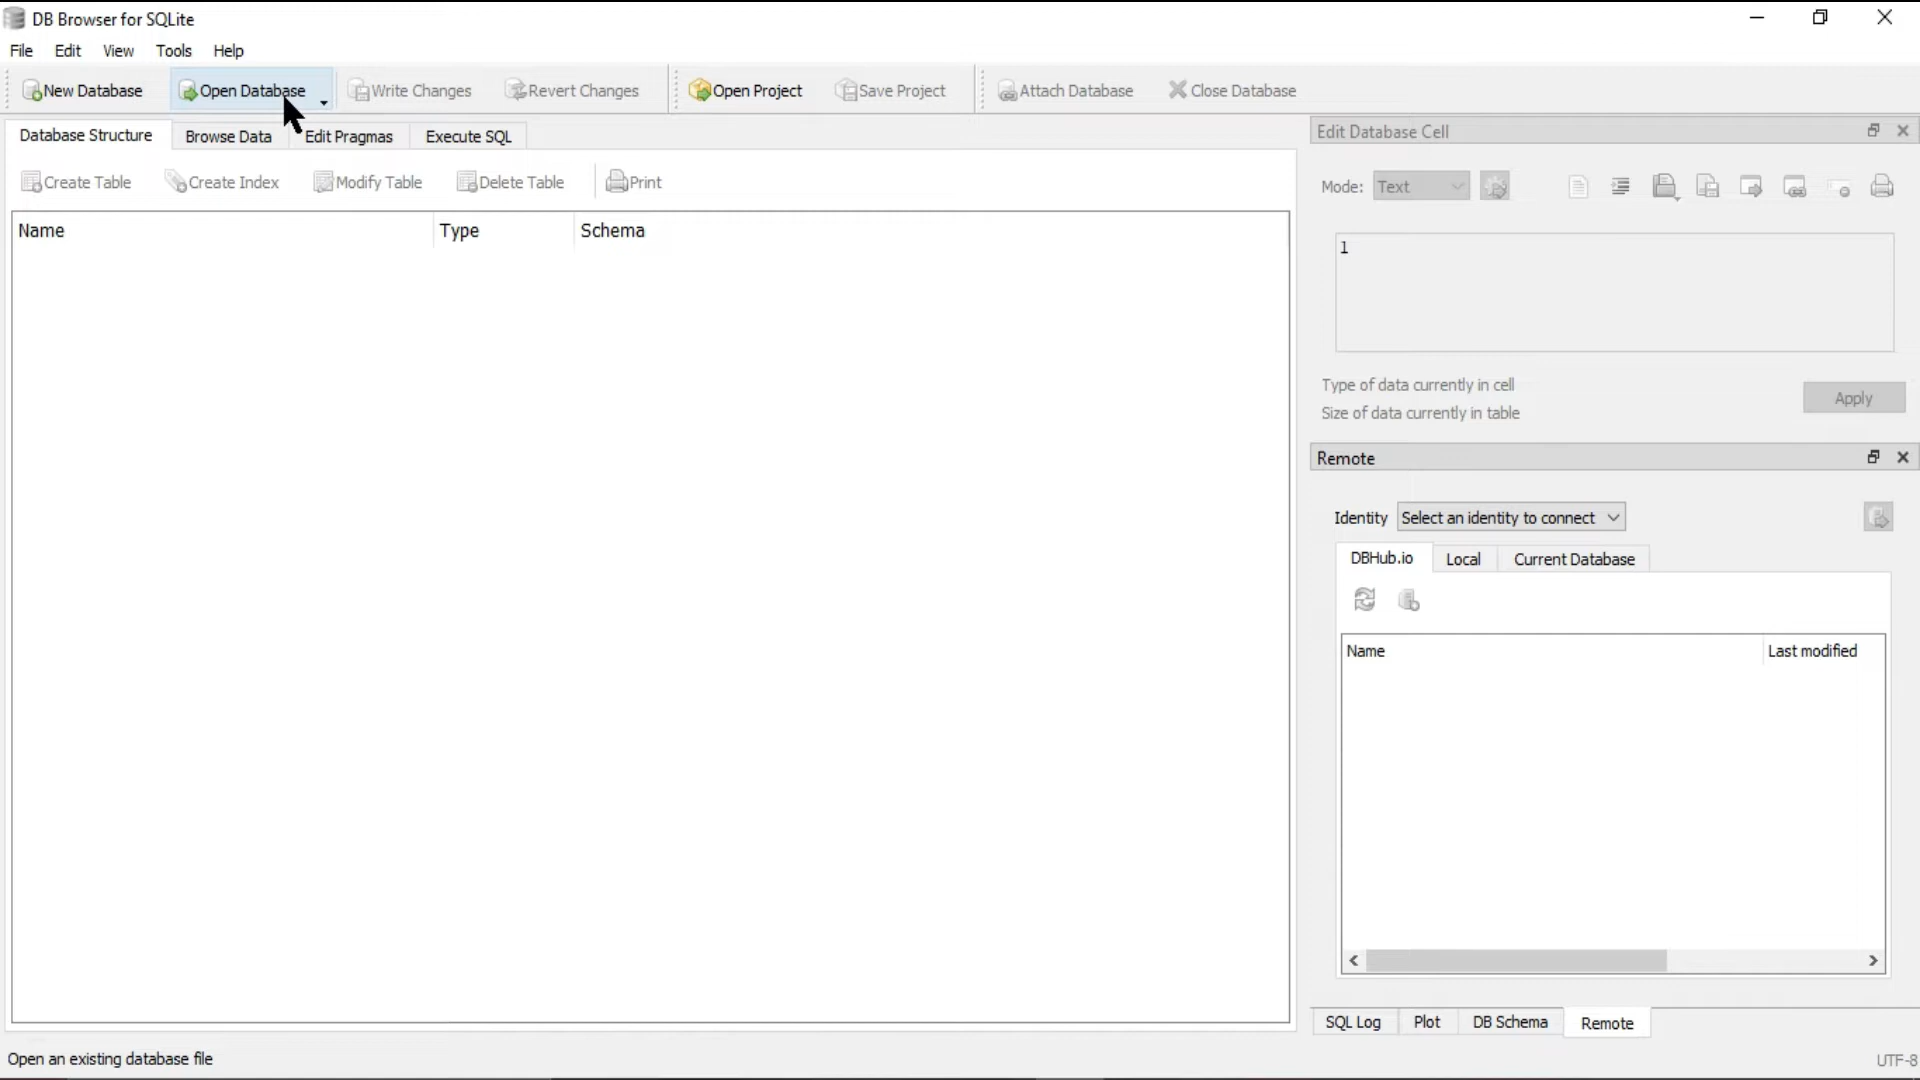 DB Browser for SQLite
File Edit View Tools Help
New Database Open Database Write Changes Revert Changes Open Project Save Project Attach Database Close Database
Database Structure Browse Data Edit Pragmas Execute SQL
Create Table Create Index Modify Table Delete Table Print
Name Type Schema
Edit Database Cell
Mode: Text
1
Type of data currently in cell
Size of data currently in table
Apply
Remote
Identity Select an identity to connect
DBHub.io Local Current Database
Name Last modified
SQL Log Plot DB Schema Remote
Open an existing database file
UTF-8